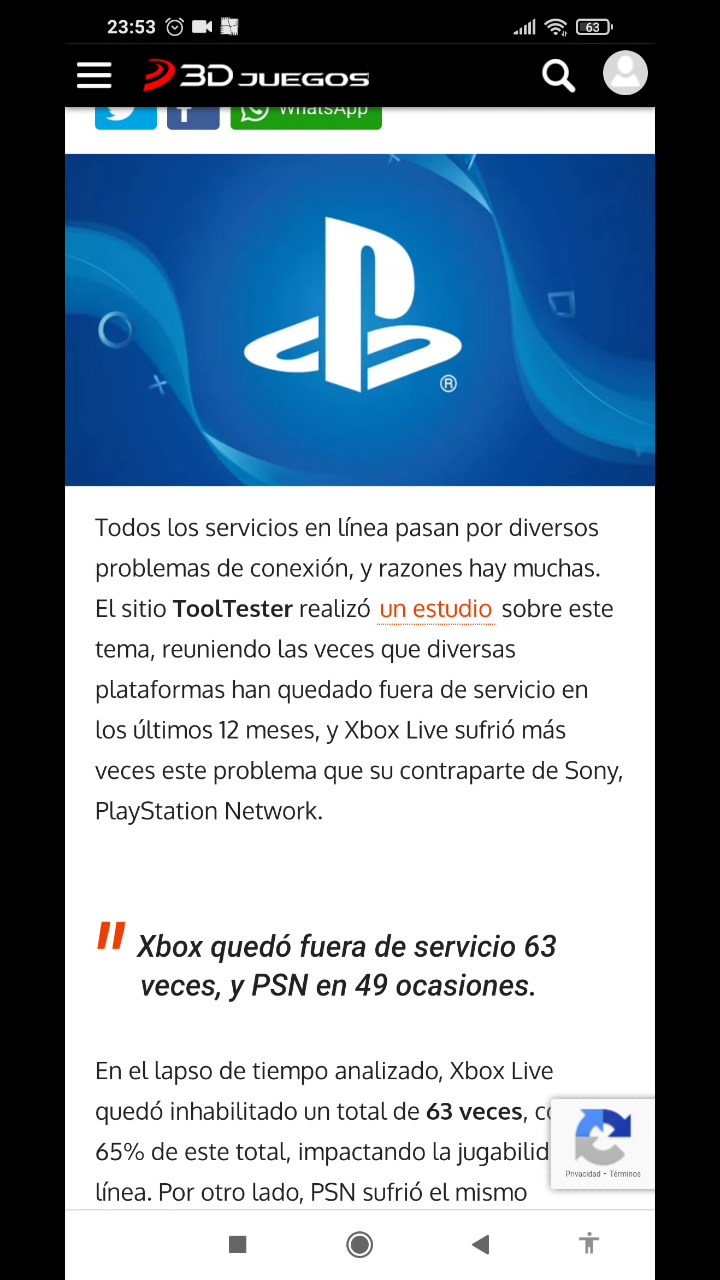 23:53
63
3D JUEGOS
WhatsApp
®
Todos los servicios en línea pasan por diversos
problemas de conexión, y razones hay muchas.
El sitio ToolTester realizó un estudio sobre este
tema, reuniendo las veces que diversas
plataformas han quedado fuera de servicio en
los últimos 12 meses, y Xbox Live sufrió más
veces este problema que su contraparte de Sony,
PlayStation Network.
" Xbox quedó fuera de servicio 63
veces, y PSN en 49 ocasiones.
En el lapso de tiempo analizado, Xbox Live
quedó inhabilitado un total de 63 veces,
65% de este total, impactando la
línea. Por otro lado, PSN sufrió el mismo
Privacidad - Términos